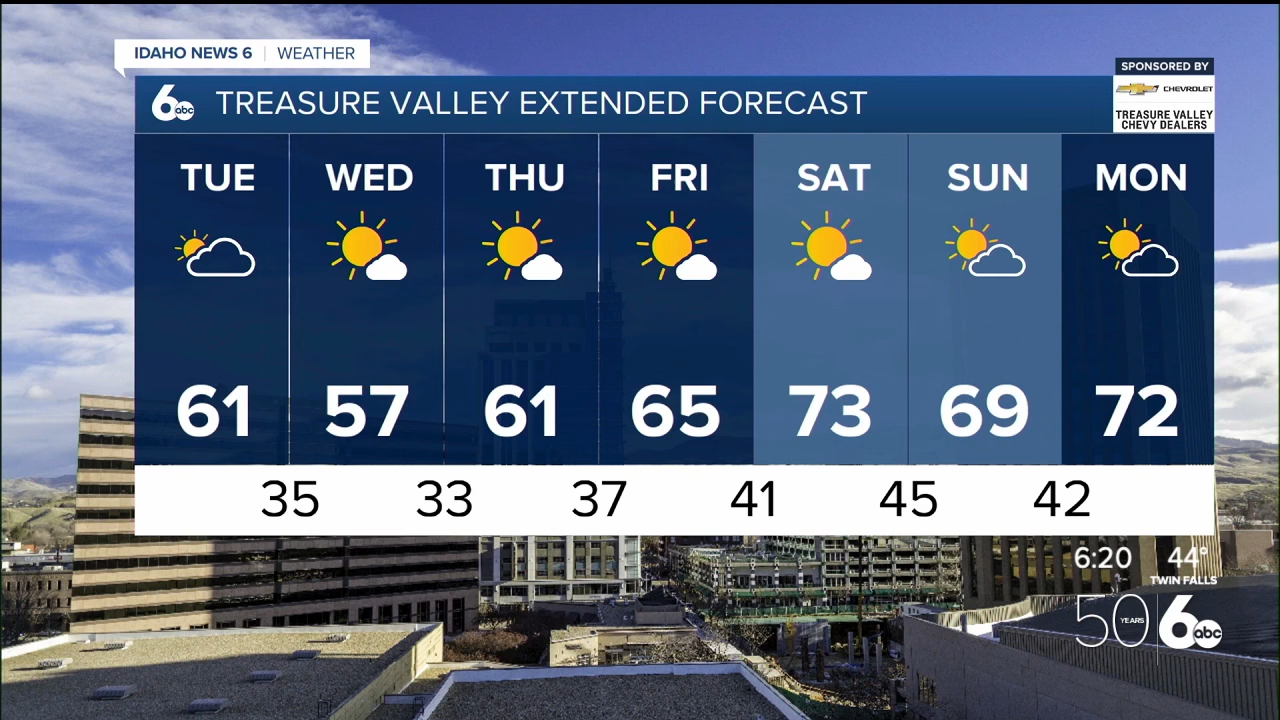 IDAHO NEWS 6 | WEATHER
SPONSORED BY
CHEVROLET
TREASURE VALLEY
CHEVY DEALERS
6abc TREASURE VALLEY EXTENDED FORECAST
TUE WED THU FRI SAT SUN MON
61 57 61 65 73 69 72
35 33 37 41 45 42
6:20 44°
TWIN FALLS
50 YEARS 6abc